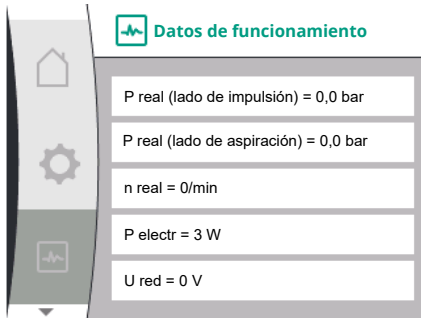 Datos de funcionamiento
P real (lado de impulsión) = 0,0 bar
P real (lado de aspiración) = 0,0 bar
n real = 0/min
P electr = 3 W
U red = 0 V